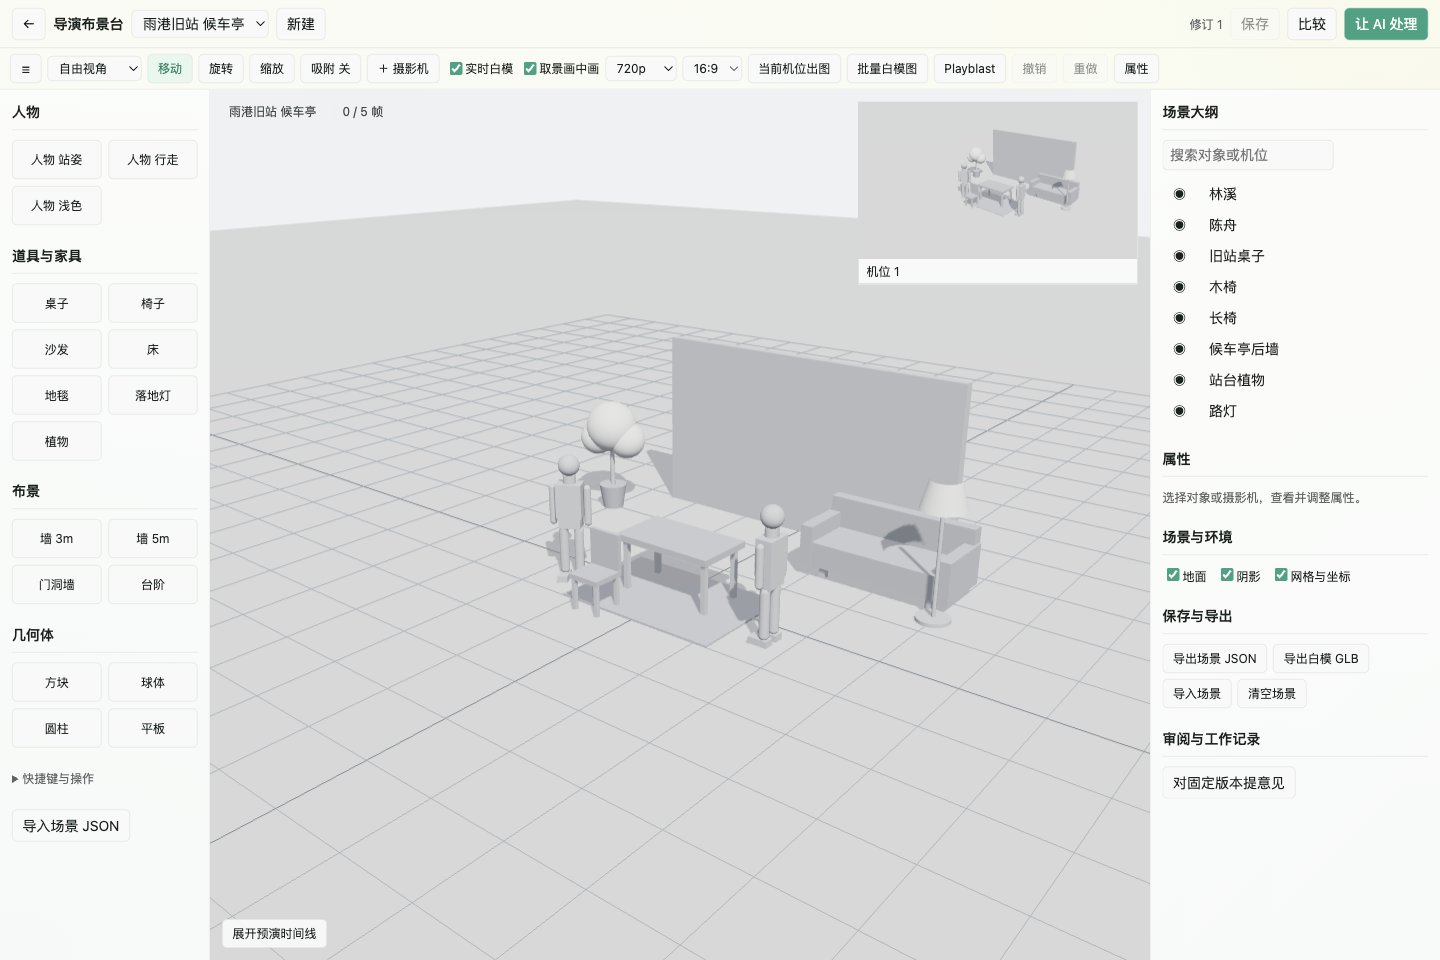 ← 导演布景台 雨港旧站 候车亭 新建 修订 1 保存 比较 让 AI 处理
≡ 自由视角 移动 旋转 缩放 吸附 关 ＋ 摄影机 实时白模 取景画中画 720p 16:9 当前机位出图 批量白模图 Playblast 撤销 重做 属性
人物
人物 站姿 人物 行走
人物 浅色
道具与家具
桌子 椅子
沙发 床
地毯 落地灯
植物
布景
墙 3m 墙 5m
门洞墙 台阶
几何体
方块 球体
圆柱 平板
快捷键与操作
导入场景 JSON
雨港旧站 候车亭 0 / 5 帧
机位 1
展开预演时间线
场景大纲
搜索对象或机位
林溪
陈舟
旧站桌子
木椅
长椅
候车亭后墙
站台植物
路灯
属性
选择对象或摄影机，查看并调整属性。
场景与环境
地面 阴影 网格与坐标
保存与导出
导出场景 JSON 导出白模 GLB
导入场景 清空场景
审阅与工作记录
对固定版本提意见